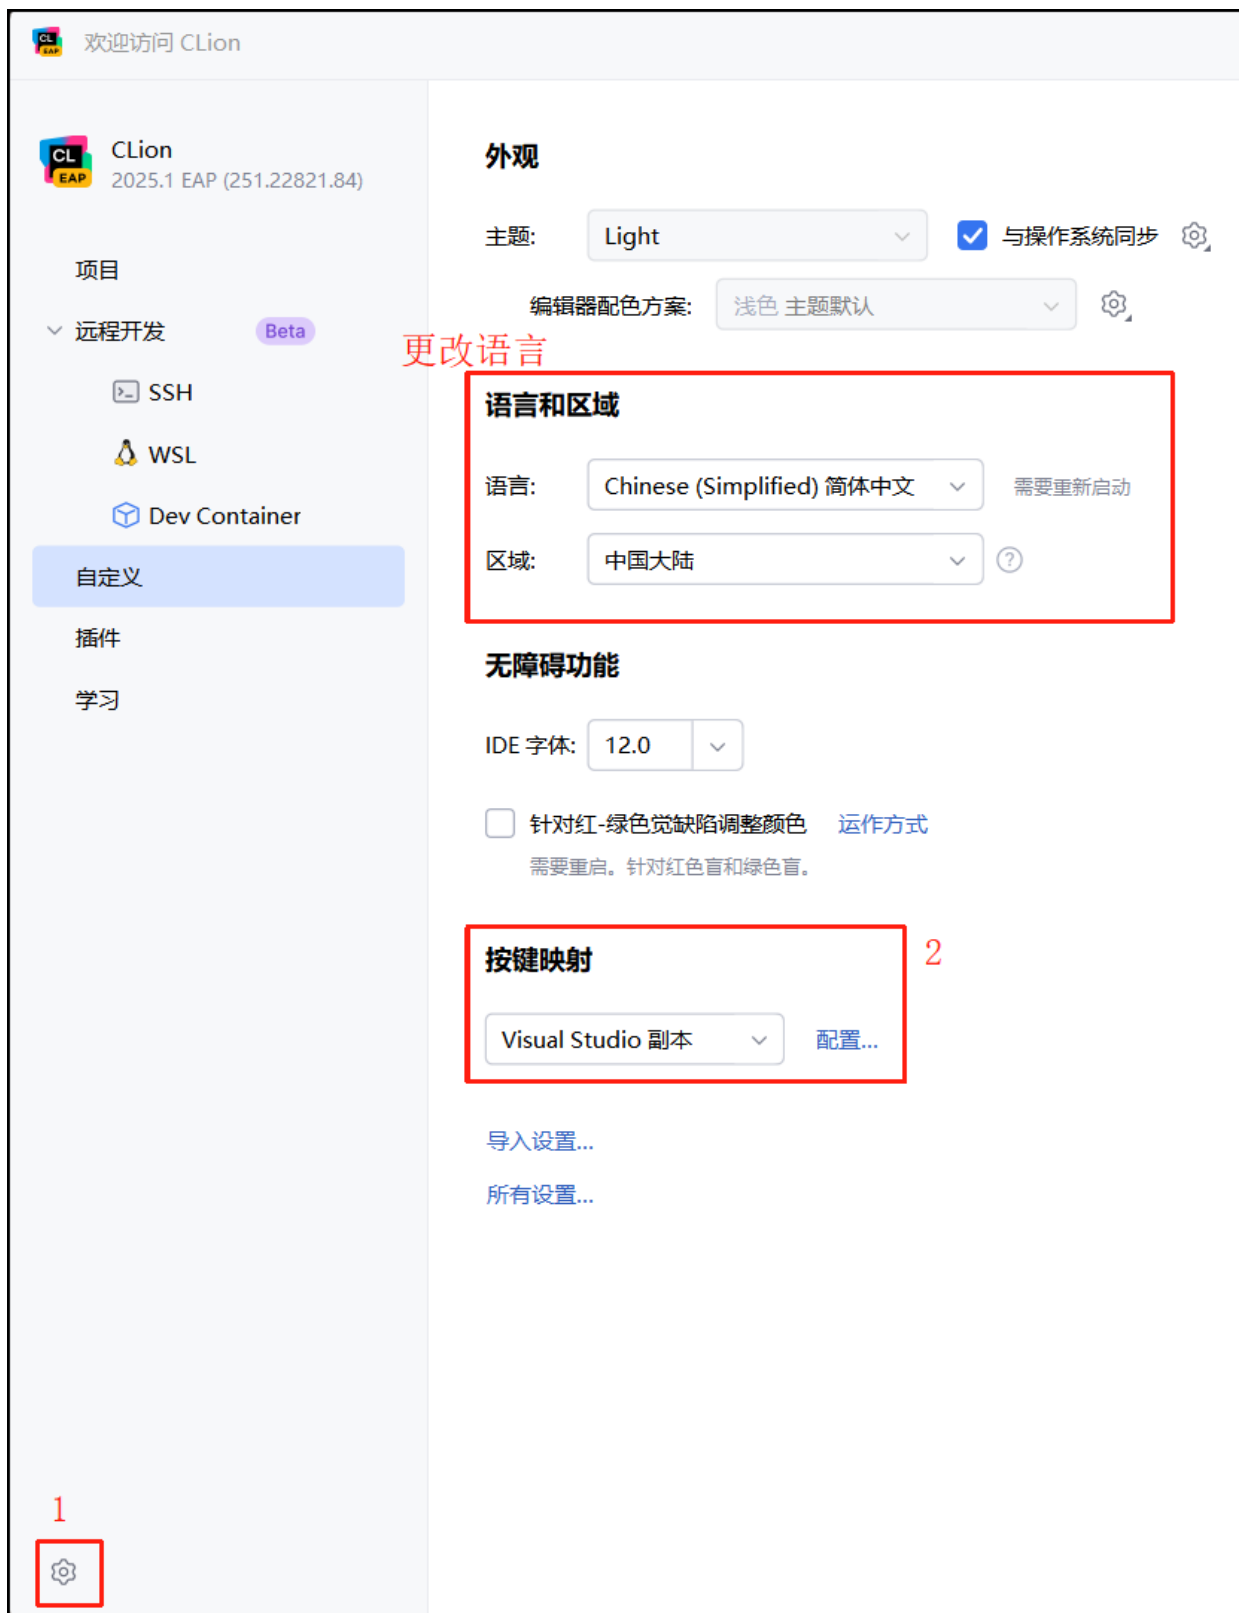 欢迎访问 CLion
CLion
2025.1 EAP (251.22821.84)
项目
远程开发 Beta
SSH
WSL
Dev Container
自定义
插件
学习
外观
主题: Light 与操作系统同步
编辑器配色方案: 浅色 主题默认
更改语言
语言和区域
语言: Chinese (Simplified) 简体中文 需要重新启动
区域: 中国大陆
无障碍功能
IDE 字体: 12.0
针对红-绿色觉缺陷调整颜色 运作方式
需要重启。针对红色盲和绿色盲。
按键映射
2
Visual Studio 副本 配置...
导入设置...
所有设置...
1